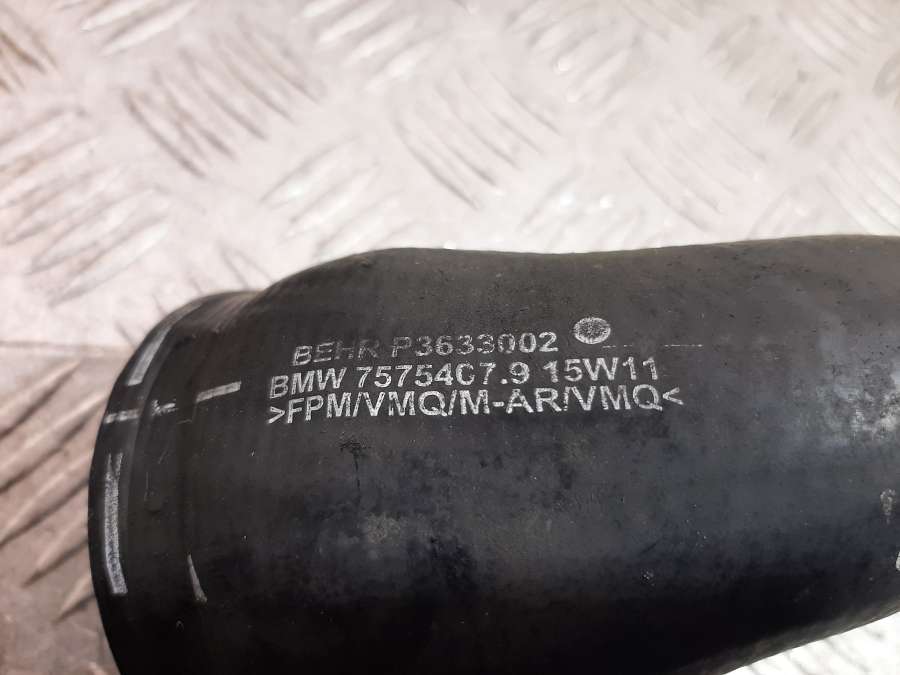 BEHR P3633002
BMW 7575407.9 15W11
>FPM/VMQ/M-AR/VMQ<